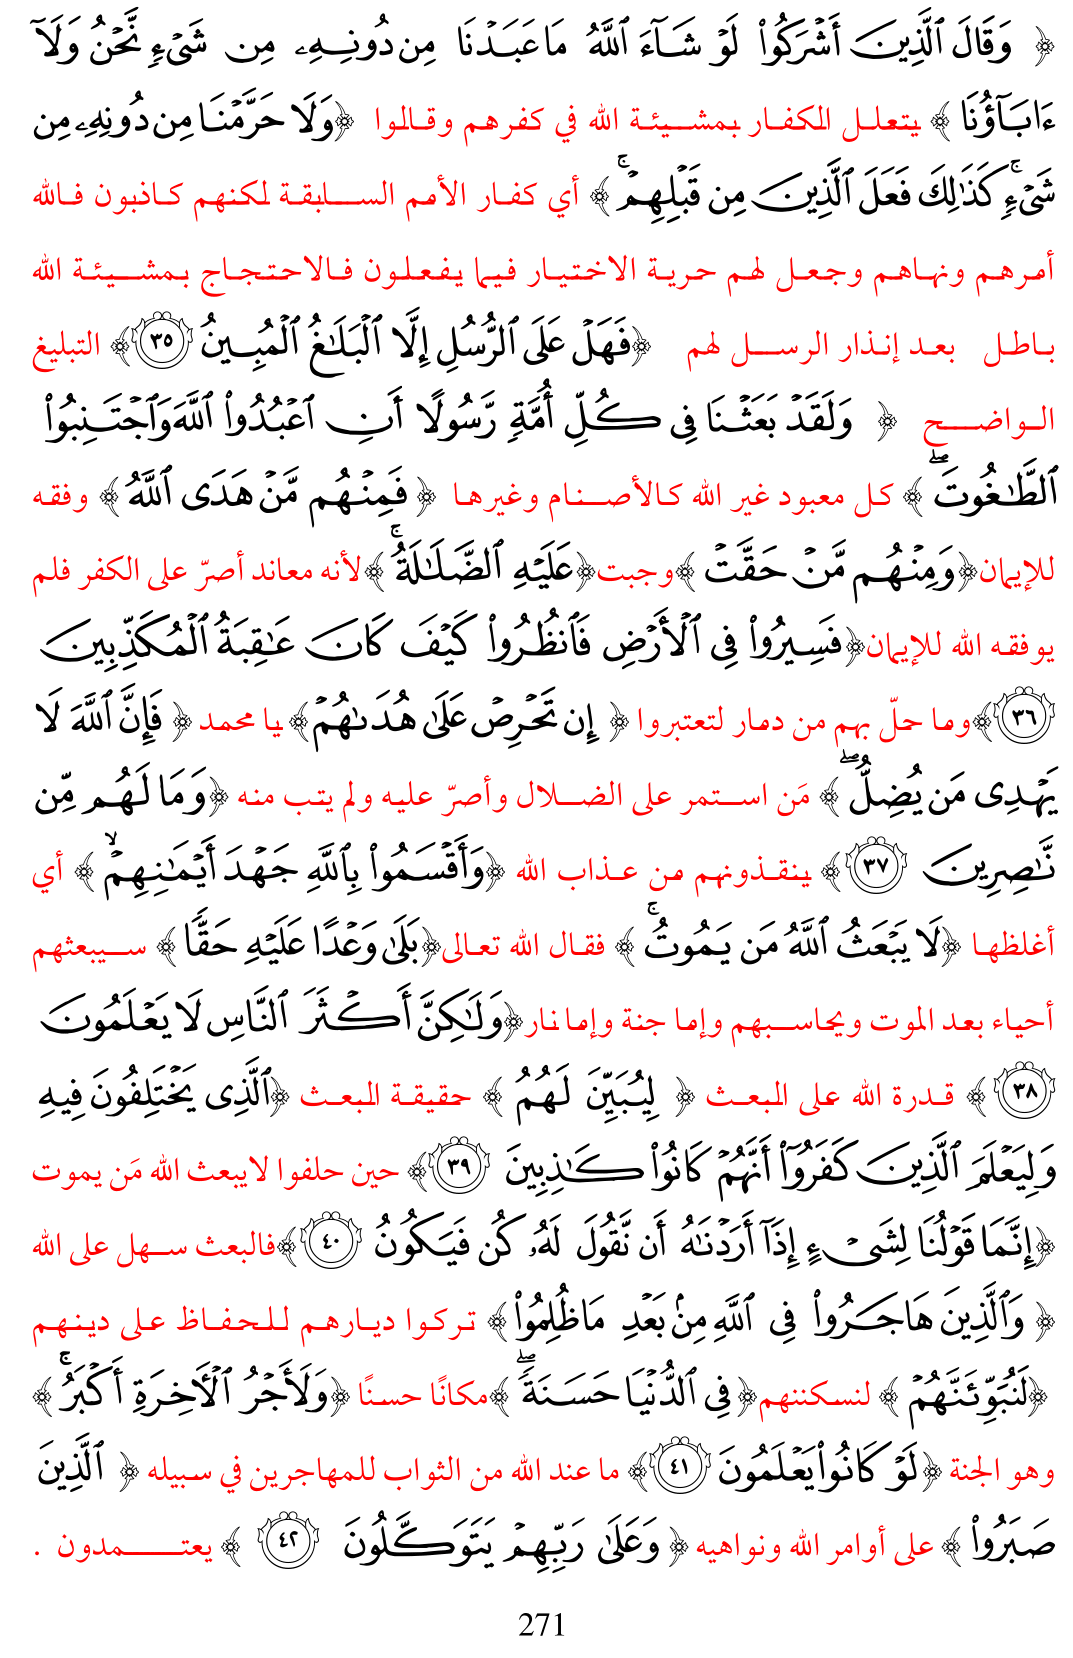 ﴿ وَقَالَ ٱلَّذِينَ أَشْرَكُوا۟ لَوْ شَآءَ ٱللَّهُ مَا عَبَدْنَا مِن دُونِهِۦ مِن شَىْءٍ نَّحْنُ وَلَآ
ءَابَآؤُنَا ﴾ يتعلل الكفار بمشيئة الله في كفرهم وقالوا ﴿وَلَا حَرَّمْنَا مِن دُونِهِۦ مِن
شَىْءٍ ۚ كَذَٰلِكَ فَعَلَ ٱلَّذِينَ مِن قَبْلِهِمْ ۚ﴾ أي كفار الأمم السابقة لكنهم كاذبون فالله
أمرهم ونهاهم وجعل لهم حرية الاختيار فيما يفعلون فالاحتجاج بمشيئة الله
باطل بعد إنذار الرسل لهم ﴿فَهَلْ عَلَى ٱلرُّسُلِ إِلَّا ٱلْبَلَٰغُ ٱلْمُبِينُ ٣٥﴾ التبليغ
الواضح ﴿ وَلَقَدْ بَعَثْنَا فِى كُلِّ أُمَّةٍ رَّسُولًا أَنِ ٱعْبُدُوا۟ ٱللَّهَ وَٱجْتَنِبُوا۟
ٱلطَّٰغُوتَ ۖ ﴾ كل معبود غير الله كالأصنام وغيرها ﴿ فَمِنْهُم مَّنْ هَدَى ٱللَّهُ ﴾ وفقه
للإيمان﴿وَمِنْهُم مَّنْ حَقَّتْ ﴾وجبت﴿عَلَيْهِ ٱلضَّلَٰلَةُ ۚ﴾لأنه معاند أصرّ على الكفر فلم
يوفقه الله للإيمان﴿فَسِيرُوا۟ فِى ٱلْأَرْضِ فَٱنظُرُوا۟ كَيْفَ كَانَ عَٰقِبَةُ ٱلْمُكَذِّبِينَ
٣٦﴾وما حلّ بهم من دمار لتعتبروا ﴿ إِن تَحْرِصْ عَلَىٰ هُدَىٰهُمْ﴾يا محمد ﴿ فَإِنَّ ٱللَّهَ لَا
يَهْدِى مَن يُضِلُّ ۖ ﴾ مَن استمر على الضلال وأصرّ عليه ولم يتب منه ﴿وَمَا لَهُم مِّن
نَّٰصِرِينَ ٣٧﴾ ينقذونهم من عذاب الله ﴿وَأَقْسَمُوا۟ بِٱللَّهِ جَهْدَ أَيْمَٰنِهِمْ ۙ ﴾ أي
أغلظها ﴿لَا يَبْعَثُ ٱللَّهُ مَن يَمُوتُ ۚ ﴾ فقال الله تعالى﴿بَلَىٰ وَعْدًا عَلَيْهِ حَقًّا﴾ سيبعثهم
أحياء بعد الموت ويحاسبهم وإما جنة وإما نار﴿وَلَٰكِنَّ أَكْثَرَ ٱلنَّاسِ لَا يَعْلَمُونَ
٣٨﴾ قدرة الله على البعث ﴿ لِيُبَيِّنَ لَهُمُ ﴾ حقيقة البعث ﴿ٱلَّذِى يَخْتَلِفُونَ فِيهِ
وَلِيَعْلَمَ ٱلَّذِينَ كَفَرُوٓا۟ أَنَّهُمْ كَانُوا۟ كَٰذِبِينَ ٣٩﴾ حين حلفوا لايبعث الله مَن يموت
﴿إِنَّمَا قَوْلُنَا لِشَىْءٍ إِذَآ أَرَدْنَٰهُ أَن نَّقُولَ لَهُۥ كُن فَيَكُونُ ٤٠﴾فالبعث سهل على الله
﴿ وَٱلَّذِينَ هَاجَرُوا۟ فِى ٱللَّهِ مِنۢ بَعْدِ مَا ظُلِمُوا۟ ﴾ تركوا ديارهم للحفاظ على دينهم
﴿لَنُبَوِّئَنَّهُمْ ﴾ لنسكننهم﴿فِى ٱلدُّنْيَا حَسَنَةً ۖ ﴾مكانًا حسنًا ﴿وَلَأَجْرُ ٱلْءَاخِرَةِ أَكْبَرُ ۚ ﴾
وهو الجنة ﴿لَوْ كَانُوا۟ يَعْلَمُونَ ٤١﴾ ما عند الله من الثواب للمهاجرين في سبيله ﴿ ٱلَّذِينَ
صَبَرُوا۟ ﴾ على أوامر الله ونواهيه ﴿ وَعَلَىٰ رَبِّهِمْ يَتَوَكَّلُونَ ٤٢ ﴾ يعتمدون .
271